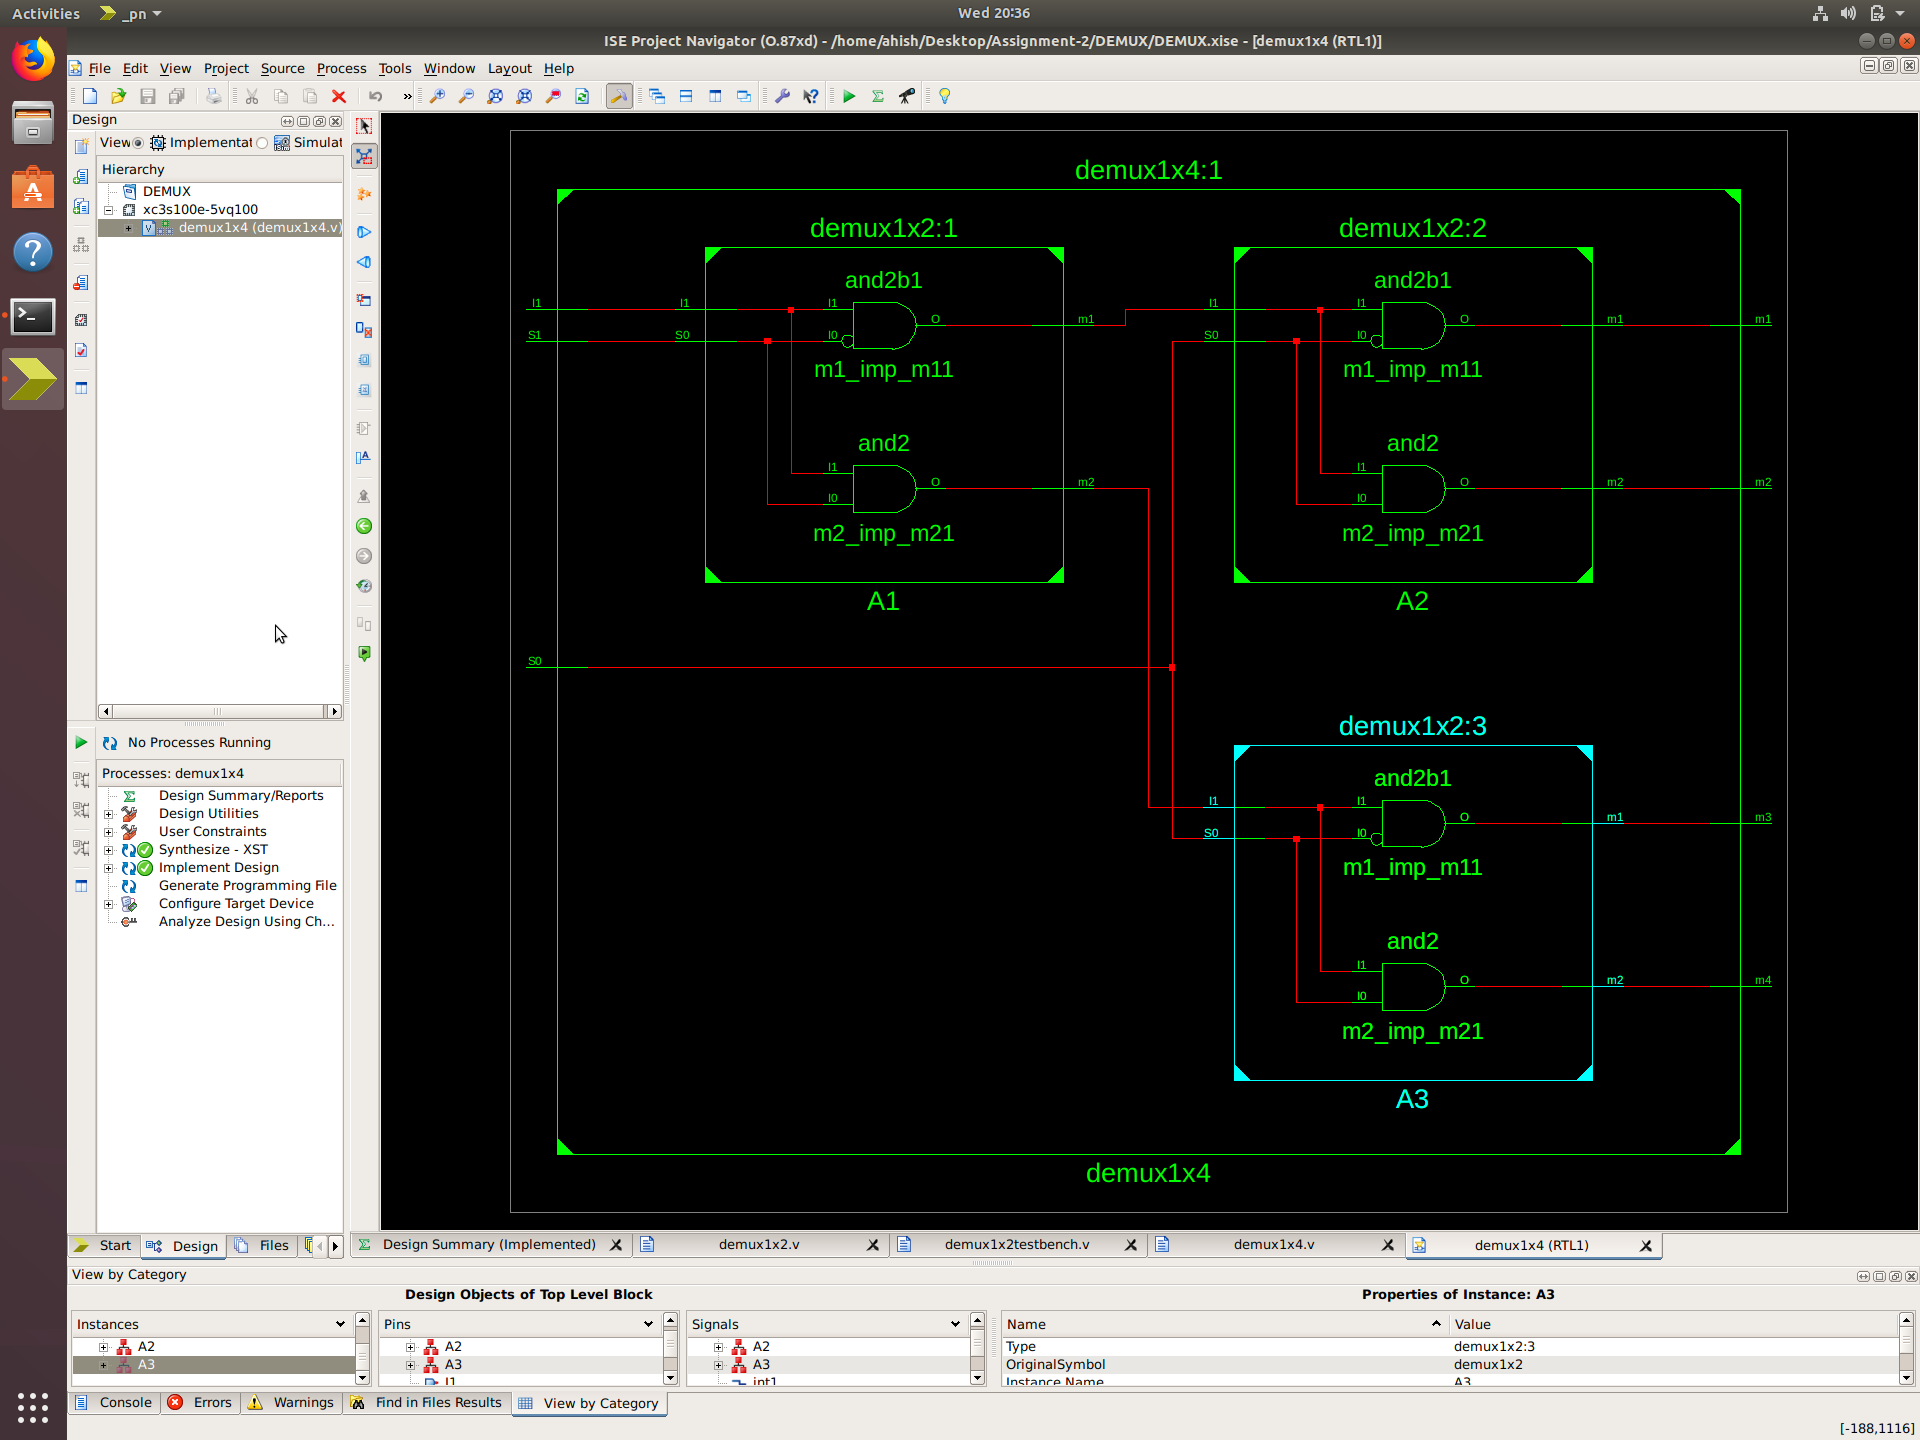 Activities
_pn
Wed 20:36
ISE Project Navigator (O.87xd) - /home/ahish/Desktop/Assignment-2/DEMUX/DEMUX.xise - [demux1x4 (RTL1)]
File Edit View Project Source Process Tools Window Layout Help
Design
View Implementat Simulat
Hierarchy
DEMUX
xc3s100e-5vq100
demux1x4 (demux1x4.v)
No Processes Running
Processes: demux1x4
Design Summary/Reports
Design Utilities
User Constraints
Synthesize - XST
Implement Design
Generate Programming File
Configure Target Device
Analyze Design Using Ch...
Start Design Files
demux1x4:1
demux1x2:1
and2b1
I1 I1 I1
O
m1
S1 S0 I0
m1_imp_m11
and2
I1
O
m2
I0
m2_imp_m21
A1
demux1x2:2
and2b1
I1 I1
O
m1 m1
S0 I0
m1_imp_m11
and2
I1
O
m2 m2
I0
m2_imp_m21
A2
S0
demux1x2:3
and2b1
I1 I1
O
m1 m3
S0 I0
m1_imp_m11
and2
I1
O
m2 m4
I0
m2_imp_m21
A3
demux1x4
Design Summary (Implemented) demux1x2.v demux1x2testbench.v demux1x4.v demux1x4 (RTL1)
View by Category
Design Objects of Top Level Block
Properties of Instance: A3
Instances Pins Signals Name Value
A2 A2 A2 Type demux1x2:3
A3 A3 A3 OriginalSymbol demux1x2
I1 int1 Instance Name A3
Console Errors Warnings Find in Files Results View by Category
[-188,1116]